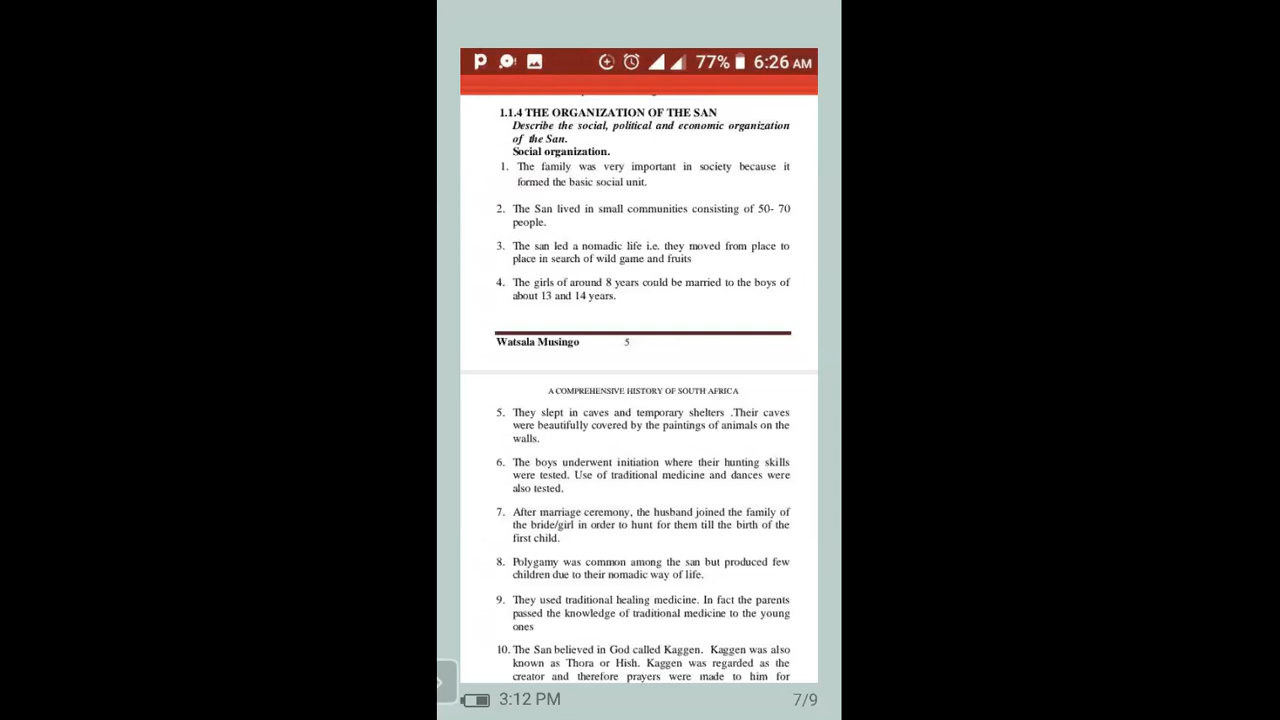 77% 6:26 AM
1.1.4 THE ORGANIZATION OF THE SAN
Describe the social, political and economic organization
of the San.
Social organization.
1. The family was very important in society because it
formed the basic social unit.
2. The San lived in small communities consisting of 50- 70
people.
3. The san led a nomadic life i.e. they moved from place to
place in search of wild game and fruits
4. The girls of around 8 years could be married to the boys of
about 13 and 14 years.
Watsala Musingo 5
A COMPREHENSIVE HISTORY OF SOUTH AFRICA
5. They slept in caves and temporary shelters .Their caves
were beautifully covered by the paintings of animals on the
walls.
6. The boys underwent initiation where their hunting skills
were tested. Use of traditional medicine and dances were
also tested.
7. After marriage ceremony, the husband joined the family of
the bride/girl in order to hunt for them till the birth of the
first child.
8. Polygamy was common among the san but produced few
children due to their nomadic way of life.
9. They used traditional healing medicine. In fact the parents
passed the knowledge of traditional medicine to the young
ones
10. The San believed in God called Kaggen. Kaggen was also
known as Thora or Hish. Kaggen was regarded as the
creator and therefore prayers were made to him for
3:12 PM 7/9